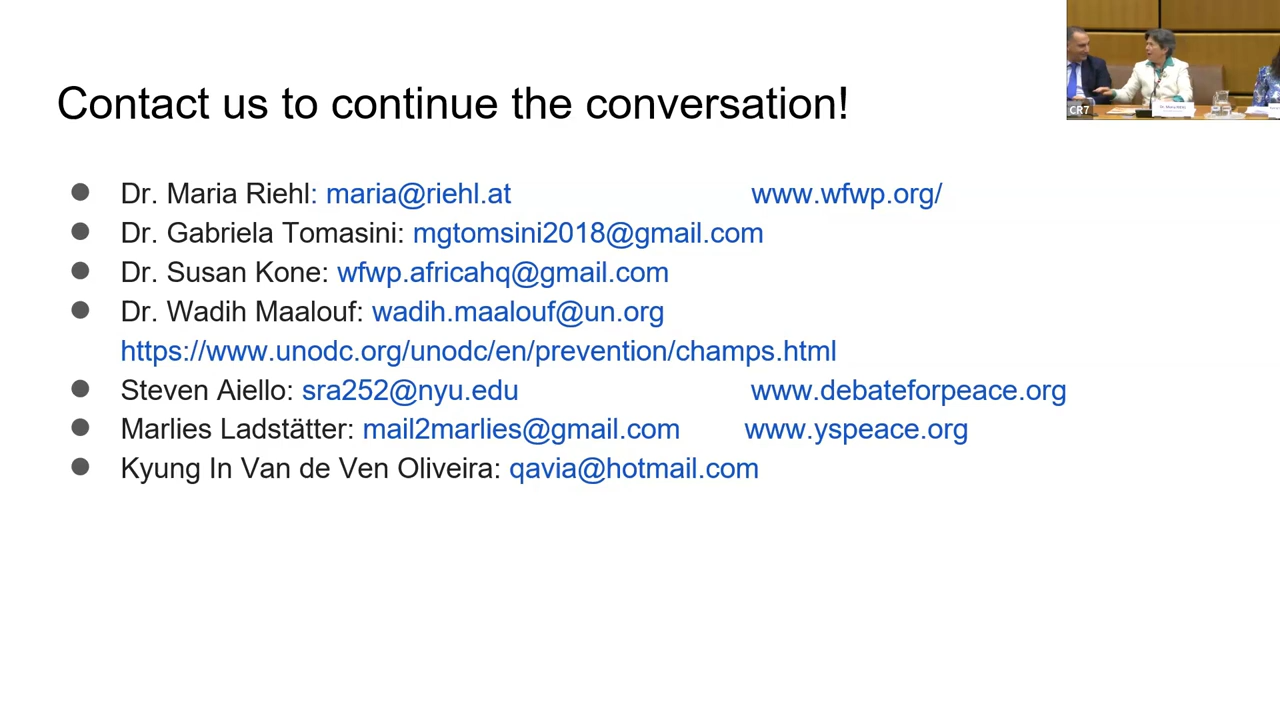 Contact us to continue the conversation!
Dr. Maria Riehl: maria@riehl.at www.wfwp.org/
Dr. Gabriela Tomasini: mgtomsini2018@gmail.com
Dr. Susan Kone: wfwp.africahq@gmail.com
Dr. Wadih Maalouf: wadih.maalouf@un.org
https://www.unodc.org/unodc/en/prevention/champs.html
Steven Aiello: sra252@nyu.edu www.debateforpeace.org
Marlies Ladstätter: mail2marlies@gmail.com www.yspeace.org
Kyung In Van de Ven Oliveira: qavia@hotmail.com
CR7